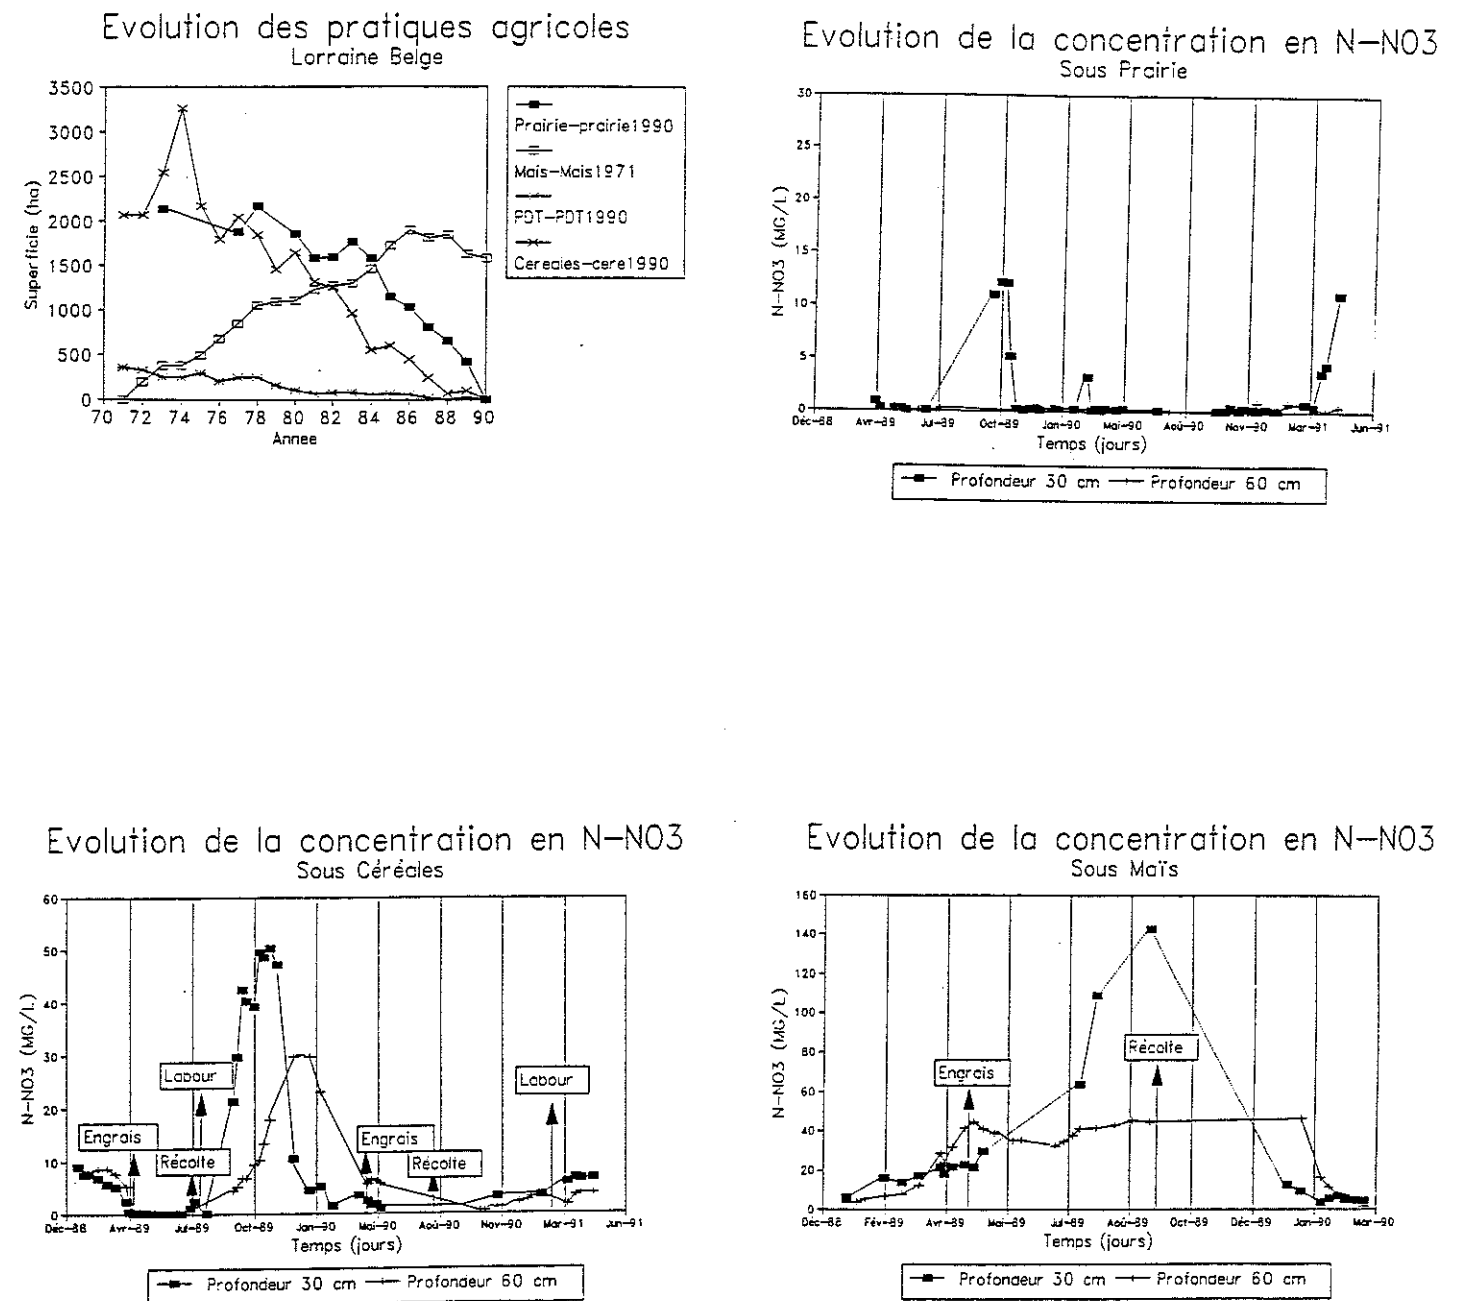 Evolution des pratiques agricoles
Lorraine Belge
3500
3000
2500
2000
1500
1000
500
0
Superficie (ha)
70 72 74 76 78 80 82 84 86 88 90
Annee
Prairie-prairie1990
Mais-Mais1971
PDT-PDT1990
Cereales-cere1990
Evolution de la concentration en N-NO3
Sous Prairie
30
25
20
15
10
5
0
N-NO3 (MG/L)
Déc-88 Avr-89 Jul-89 Oct-89 Jan-90 Mai-90 Aoû-90 Nov-90 Mar-91 Jun-91
Temps (jours)
Profondeur 30 cm Profondeur 60 cm
Evolution de la concentration en N-NO3
Sous Céréales
60
50
40
30
20
10
0
N-NO3 (MG/L)
Labour
Labour
Engrais
Engrais
Récolte
Récolte
Déc-88 Avr-89 Jul-89 Oct-89 Jan-90 Mai-90 Aoû-90 Nov-90 Mar-91 Jun-91
Temps (jours)
Profondeur 30 cm Profondeur 60 cm
Evolution de la concentration en N-NO3
Sous Maïs
160
140
120
100
80
60
40
20
0
N-NO3 (MG/L)
Récolte
Engrais
Déc-88 Fév-89 Avr-89 Mai-89 Jul-89 Aoû-89 Oct-89 Déc-89 Jan-90 Mar-90
Temps (jours)
Profondeur 30 cm Profondeur 60 cm